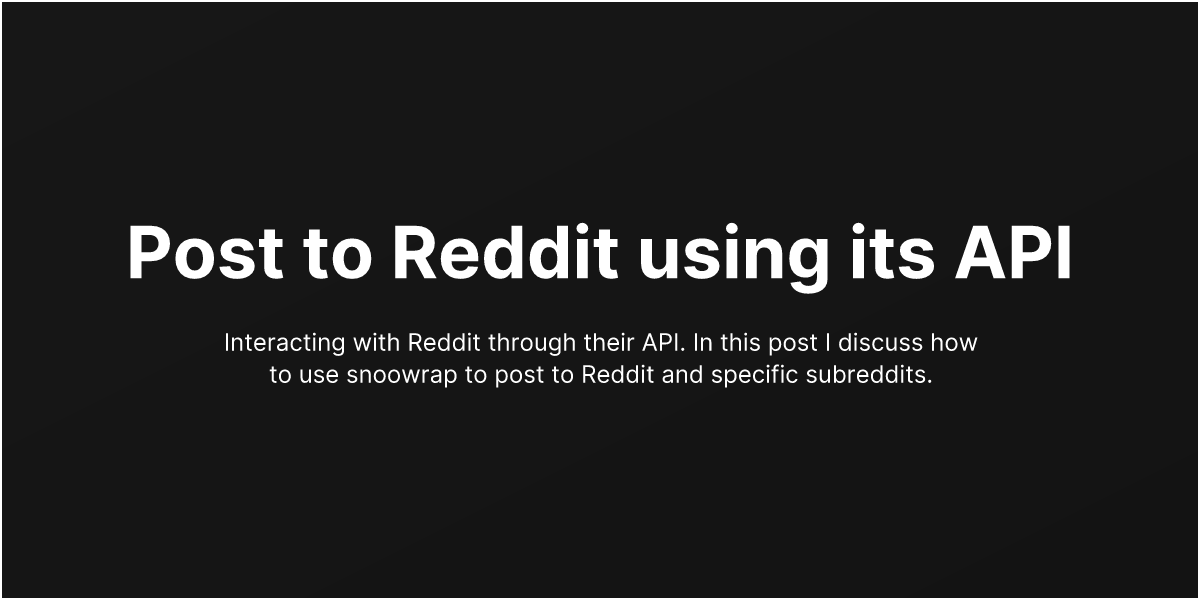 Post to Reddit using its API
Interacting with Reddit through their API. In this post I discuss how
to use snoowrap to post to Reddit and specific subreddits.